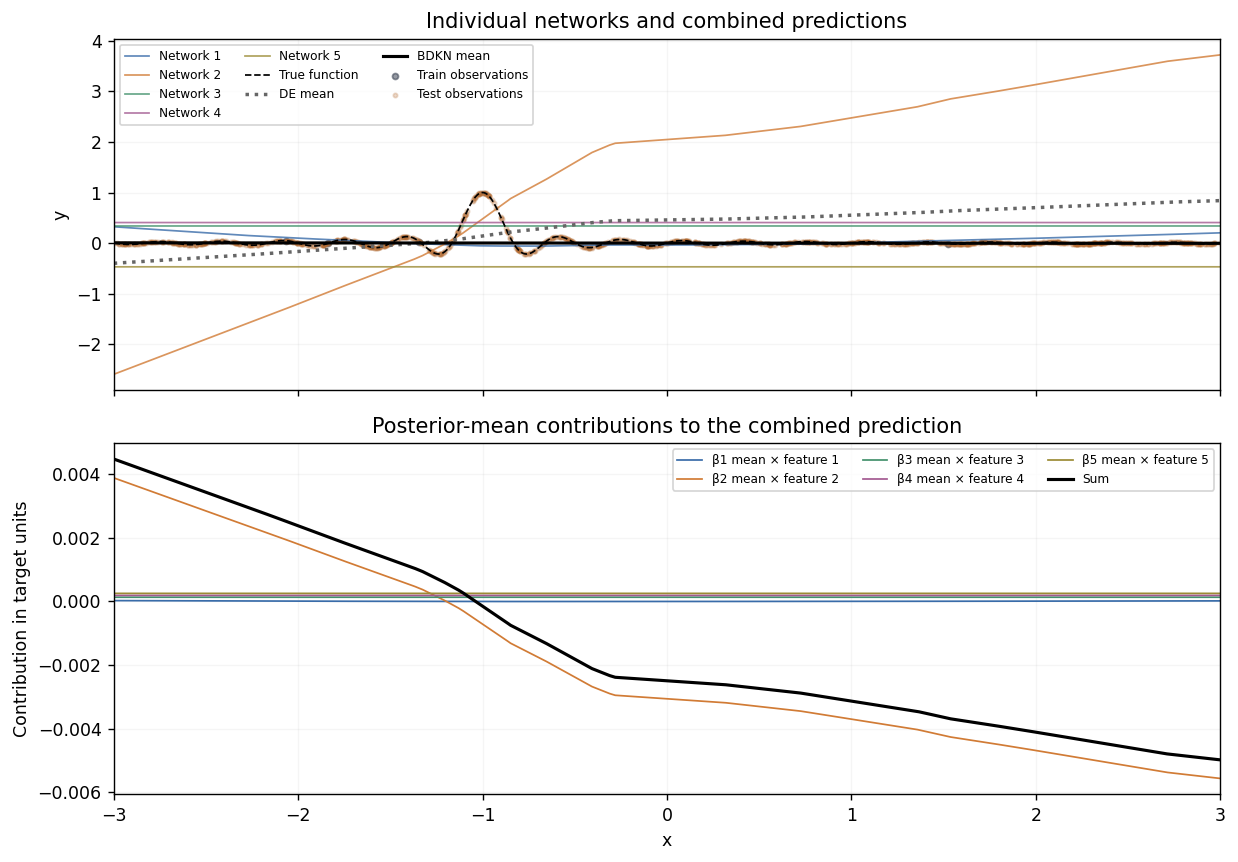 Individual networks and combined predictions
4
3
2
1
0
−1
−2
y
Network 1
Network 2
Network 3
Network 4
Network 5
True function
DE mean
BDKN mean
Train observations
Test observations
Posterior-mean contributions to the combined prediction
0.004
0.002
0.000
−0.002
−0.004
−0.006
Contribution in target units
β1 mean × feature 1
β2 mean × feature 2
β3 mean × feature 3
β4 mean × feature 4
β5 mean × feature 5
Sum
−3 −2 −1 0 1 2 3
x